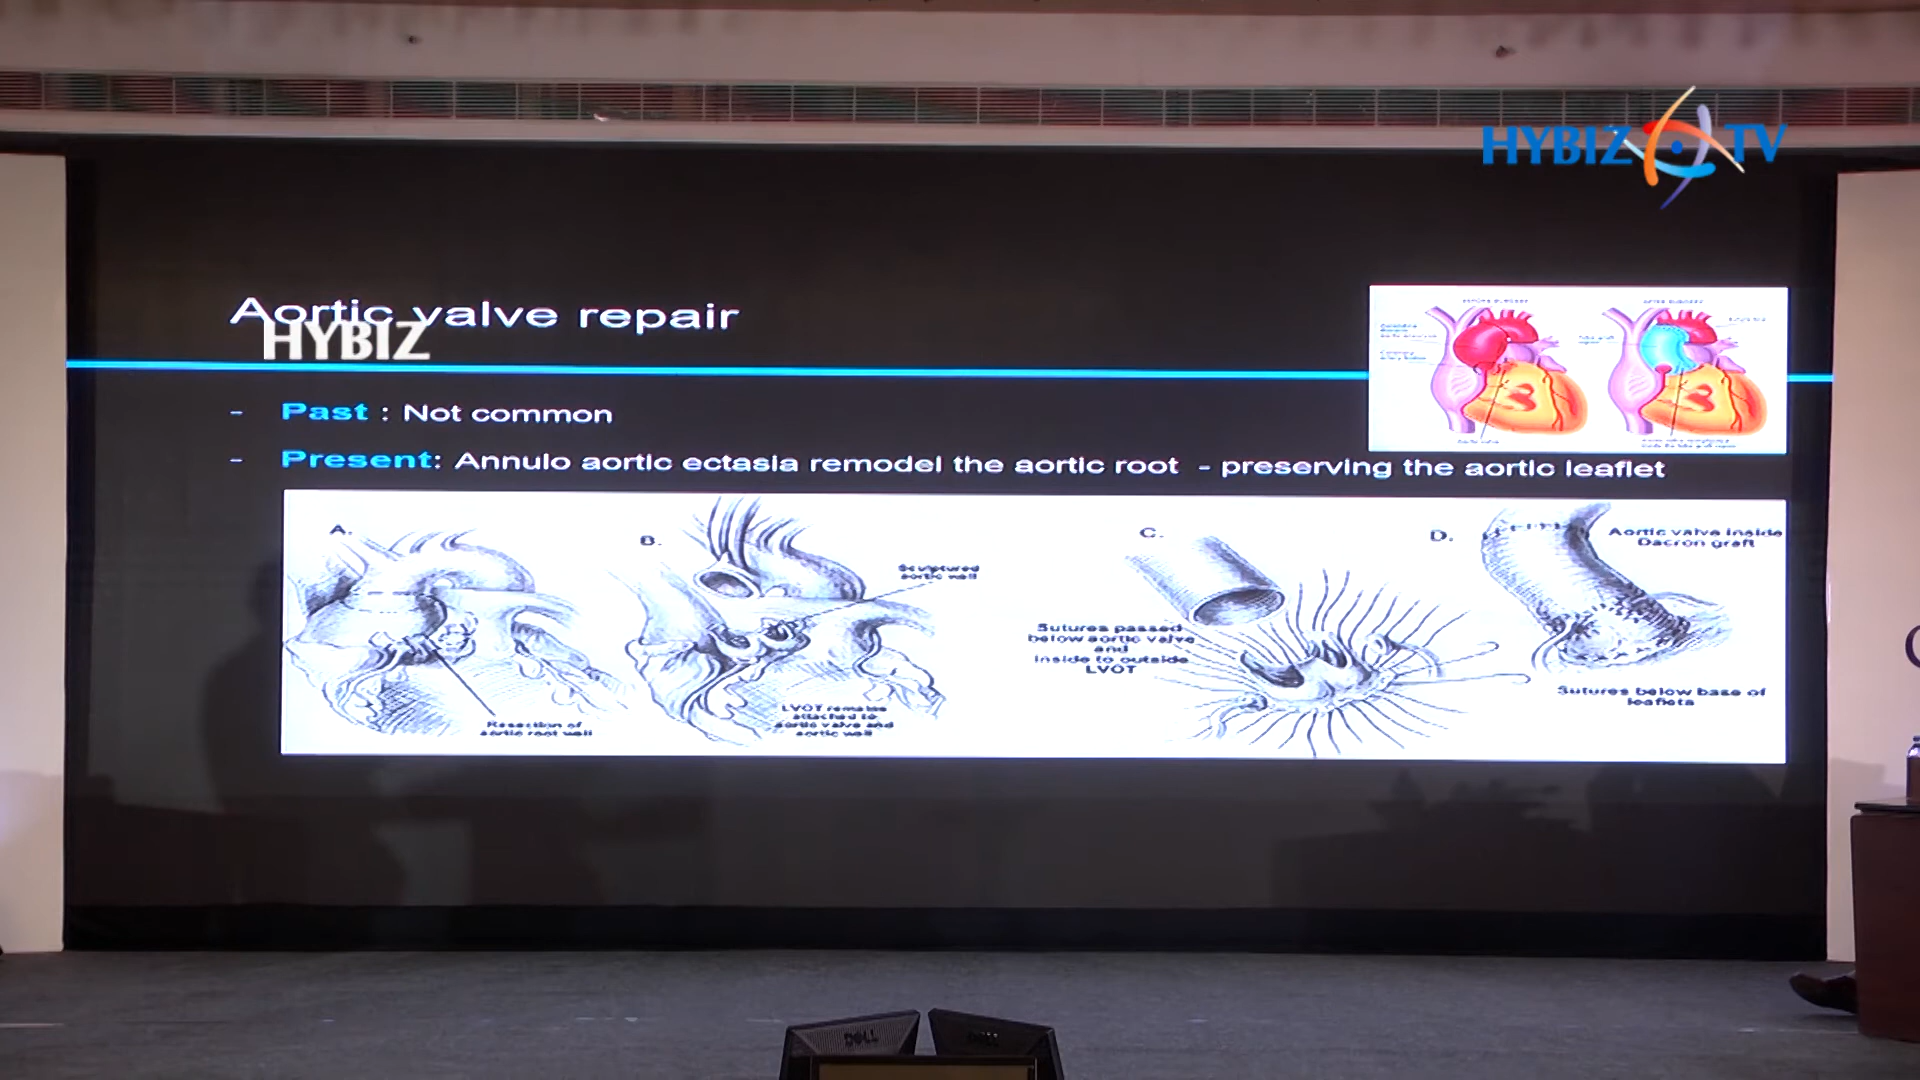 HYBIZ TV
Aortic valve repair
HYBIZ
- Past : Not common
- Present: Annulo aortic ectasia remodel the aortic root - preserving the aortic leaflet
A.
Resection of
aortic root wall
B.
Sculptured
aortic wall
LVOT remains
attached to
aortic valve and
aortic wall
C.
Sutures passed
below aortic valve
and
inside to outside
LVOT
D.
Aortic valve inside
Dacron graft
Sutures below base of
leaflets
DELL
DELL